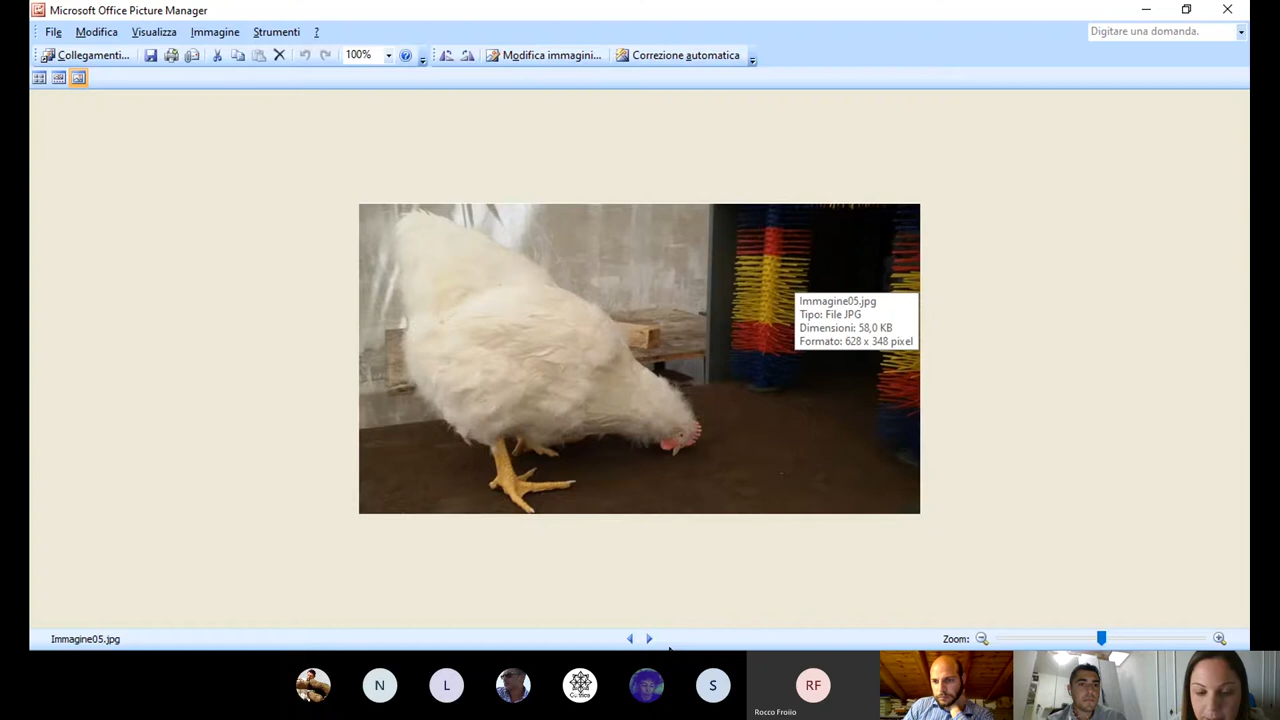 Microsoft Office Picture Manager
File Modifica Visualizza Immagine Strumenti ?
Digitare una domanda.
Collegamenti... 100% Modifica immagini... Correzione automatica
Immagine05.jpg
Tipo: File JPG
Dimensioni: 58,0 KB
Formato: 628 x 348 pixel
Immagine05.jpg
Zoom:
N L S RF
Rocco Froiio